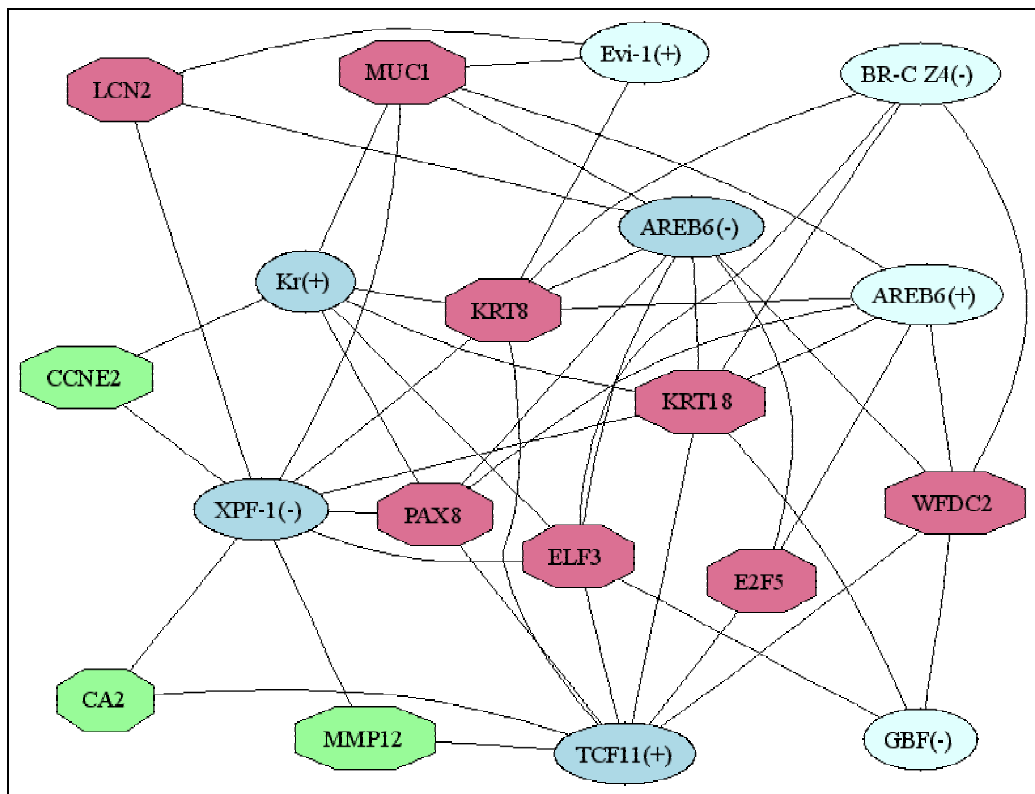 Evi-1(+)
MUC1
BR-C Z4(-)
LCN2
AREB6(-)
Kr(+)
AREB6(+)
KRT8
CCNE2
KRT18
XPF-1(-)
PAX8
WFDC2
ELF3
E2F5
CA2
MMP12
TCF11(+)
GBF(-)